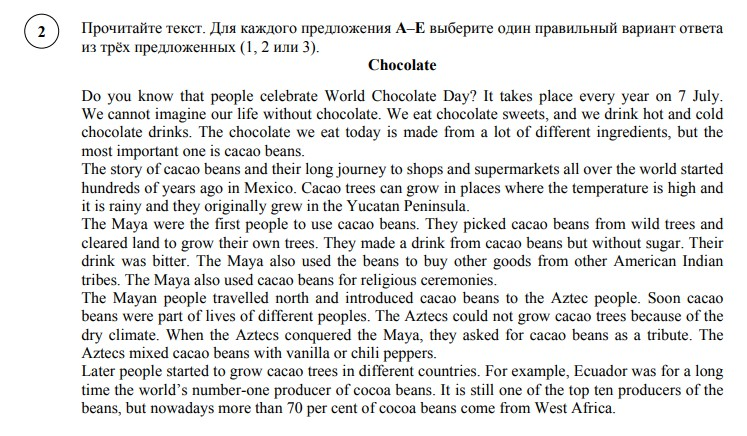 2
Прочитайте текст. Для каждого предложения A–E выберите один правильный вариант ответа
из трёх предложенных (1, 2 или 3).
Chocolate
Do you know that people celebrate World Chocolate Day? It takes place every year on 7 July.
We cannot imagine our life without chocolate. We eat chocolate sweets, and we drink hot and cold
chocolate drinks. The chocolate we eat today is made from a lot of different ingredients, but the
most important one is cacao beans.
The story of cacao beans and their long journey to shops and supermarkets all over the world started
hundreds of years ago in Mexico. Cacao trees can grow in places where the temperature is high and
it is rainy and they originally grew in the Yucatan Peninsula.
The Maya were the first people to use cacao beans. They picked cacao beans from wild trees and
cleared land to grow their own trees. They made a drink from cacao beans but without sugar. Their
drink was bitter. The Maya also used the beans to buy other goods from other American Indian
tribes. The Maya also used cacao beans for religious ceremonies.
The Mayan people travelled north and introduced cacao beans to the Aztec people. Soon cacao
beans were part of lives of different peoples. The Aztecs could not grow cacao trees because of the
dry climate. When the Aztecs conquered the Maya, they asked for cacao beans as a tribute. The
Aztecs mixed cacao beans with vanilla or chili peppers.
Later people started to grow cacao trees in different countries. For example, Ecuador was for a long
time the world's number-one producer of cocoa beans. It is still one of the top ten producers of the
beans, but nowadays more than 70 per cent of cocoa beans come from West Africa.